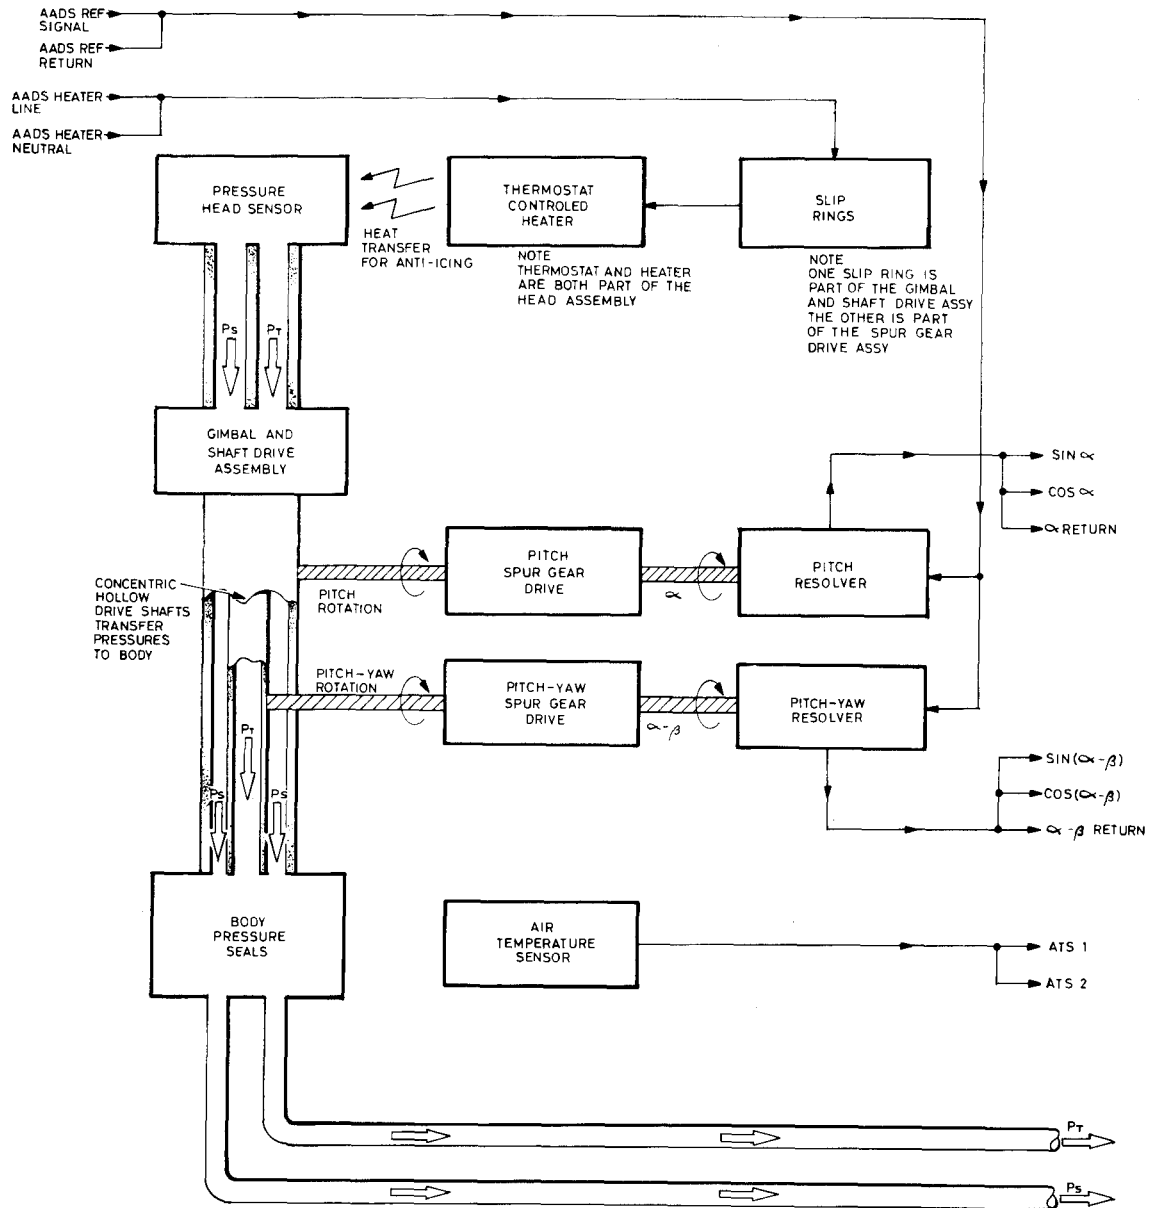 AADS REF
SIGNAL
AADS REF
RETURN
AADS HEATER
LINE
AADS HEATER
NEUTRAL
PRESSURE
HEAD SENSOR
HEAT
TRANSFER
FOR ANTI-ICING
THERMOSTAT
CONTROLED
HEATER
NOTE
THERMOSTAT AND HEATER
ARE BOTH PART OF THE
HEAD ASSEMBLY
SLIP
RINGS
NOTE
ONE SLIP RING IS
PART OF THE GIMBAL
AND SHAFT DRIVE ASSY
THE OTHER IS PART
OF THE SPUR GEAR
DRIVE ASSY
PS PT
GIMBAL AND
SHAFT DRIVE
ASSEMBLY
SIN α
COS α
α RETURN
CONCENTRIC
HOLLOW
DRIVE SHAFTS
TRANSFER
PRESSURES
TO BODY
PITCH
ROTATION
PITCH
SPUR GEAR
DRIVE
α
PITCH
RESOLVER
PITCH-YAW
ROTATION
PITCH-YAW
SPUR GEAR
DRIVE
α-β
PITCH-YAW
RESOLVER
PT
PS PS
SIN(α-β)
COS(α-β)
α-β RETURN
BODY
PRESSURE
SEALS
AIR
TEMPERATURE
SENSOR
ATS 1
ATS 2
PT
PS